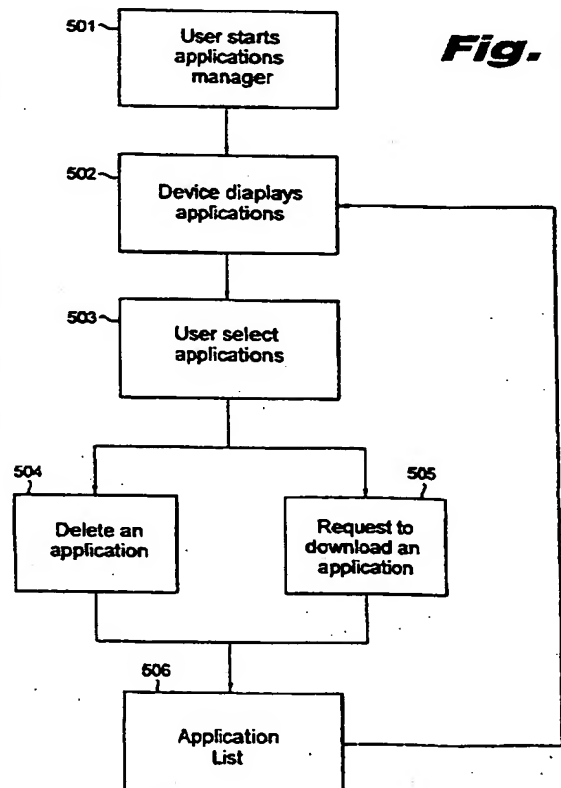 501
User starts
applications
manager
Fig.
502
Device diaplays
applications
503
User select
applications
504
Delete an
application
505
Request to
download an
application
506
Application
List